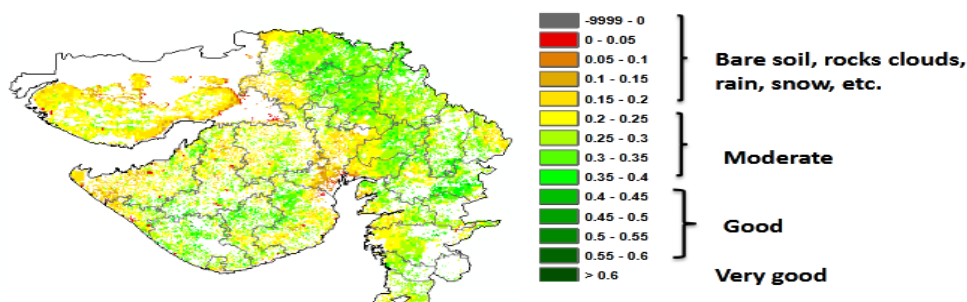 -9999 - 0
0 - 0.05
0.05 - 0.1
0.1 - 0.15
0.15 - 0.2
0.2 - 0.25
0.25 - 0.3
0.3 - 0.35
0.35 - 0.4
0.4 - 0.45
0.45 - 0.5
0.5 - 0.55
0.55 - 0.6
> 0.6
Bare soil, rocks clouds,
rain, snow, etc.
Moderate
Good
Very good